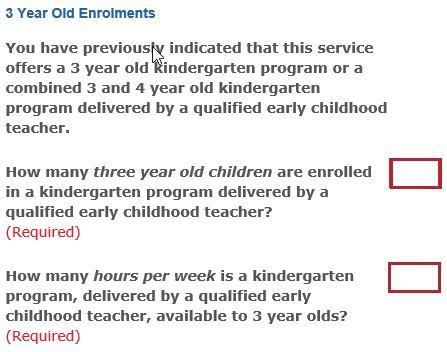 3 Year Old Enrolments
You have previously indicated that this service
offers a 3 year old kindergarten program or a
combined 3 and 4 year old kindergarten
program delivered by a qualified early childhood
teacher.
How many three year old children are enrolled
in a kindergarten program delivered by a
qualified early childhood teacher?
(Required)
How many hours per week is a kindergarten
program, delivered by a qualified early
childhood teacher, available to 3 year olds?
(Required)